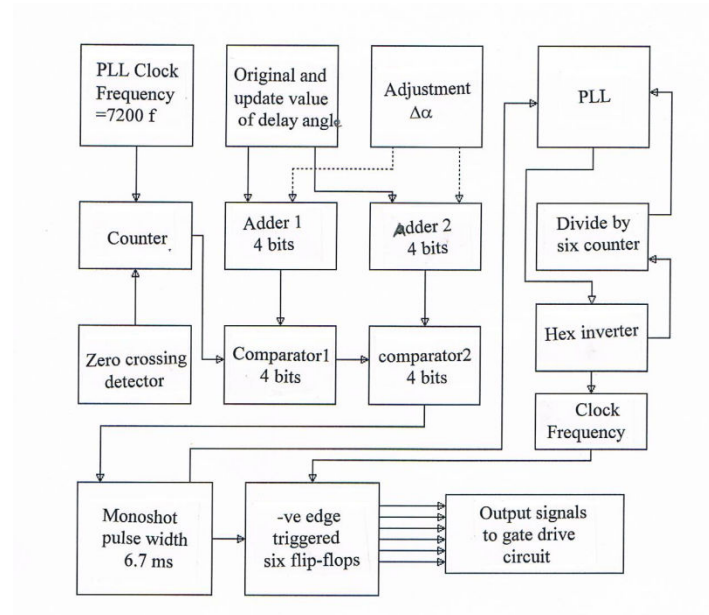 PLL Clock
Frequency
=7200 f
Original and
update value
of delay angle
Adjustment
Δα
PLL
Counter
Adder 1
4 bits
Adder 2
4 bits
Divide by
six counter
Zero crossing
detector
Comparator1
4 bits
comparator2
4 bits
Hex inverter
Clock
Frequency
Monoshot
pulse width
6.7 ms
-ve edge
triggered
six flip-flops
Output signals
to gate drive
circuit